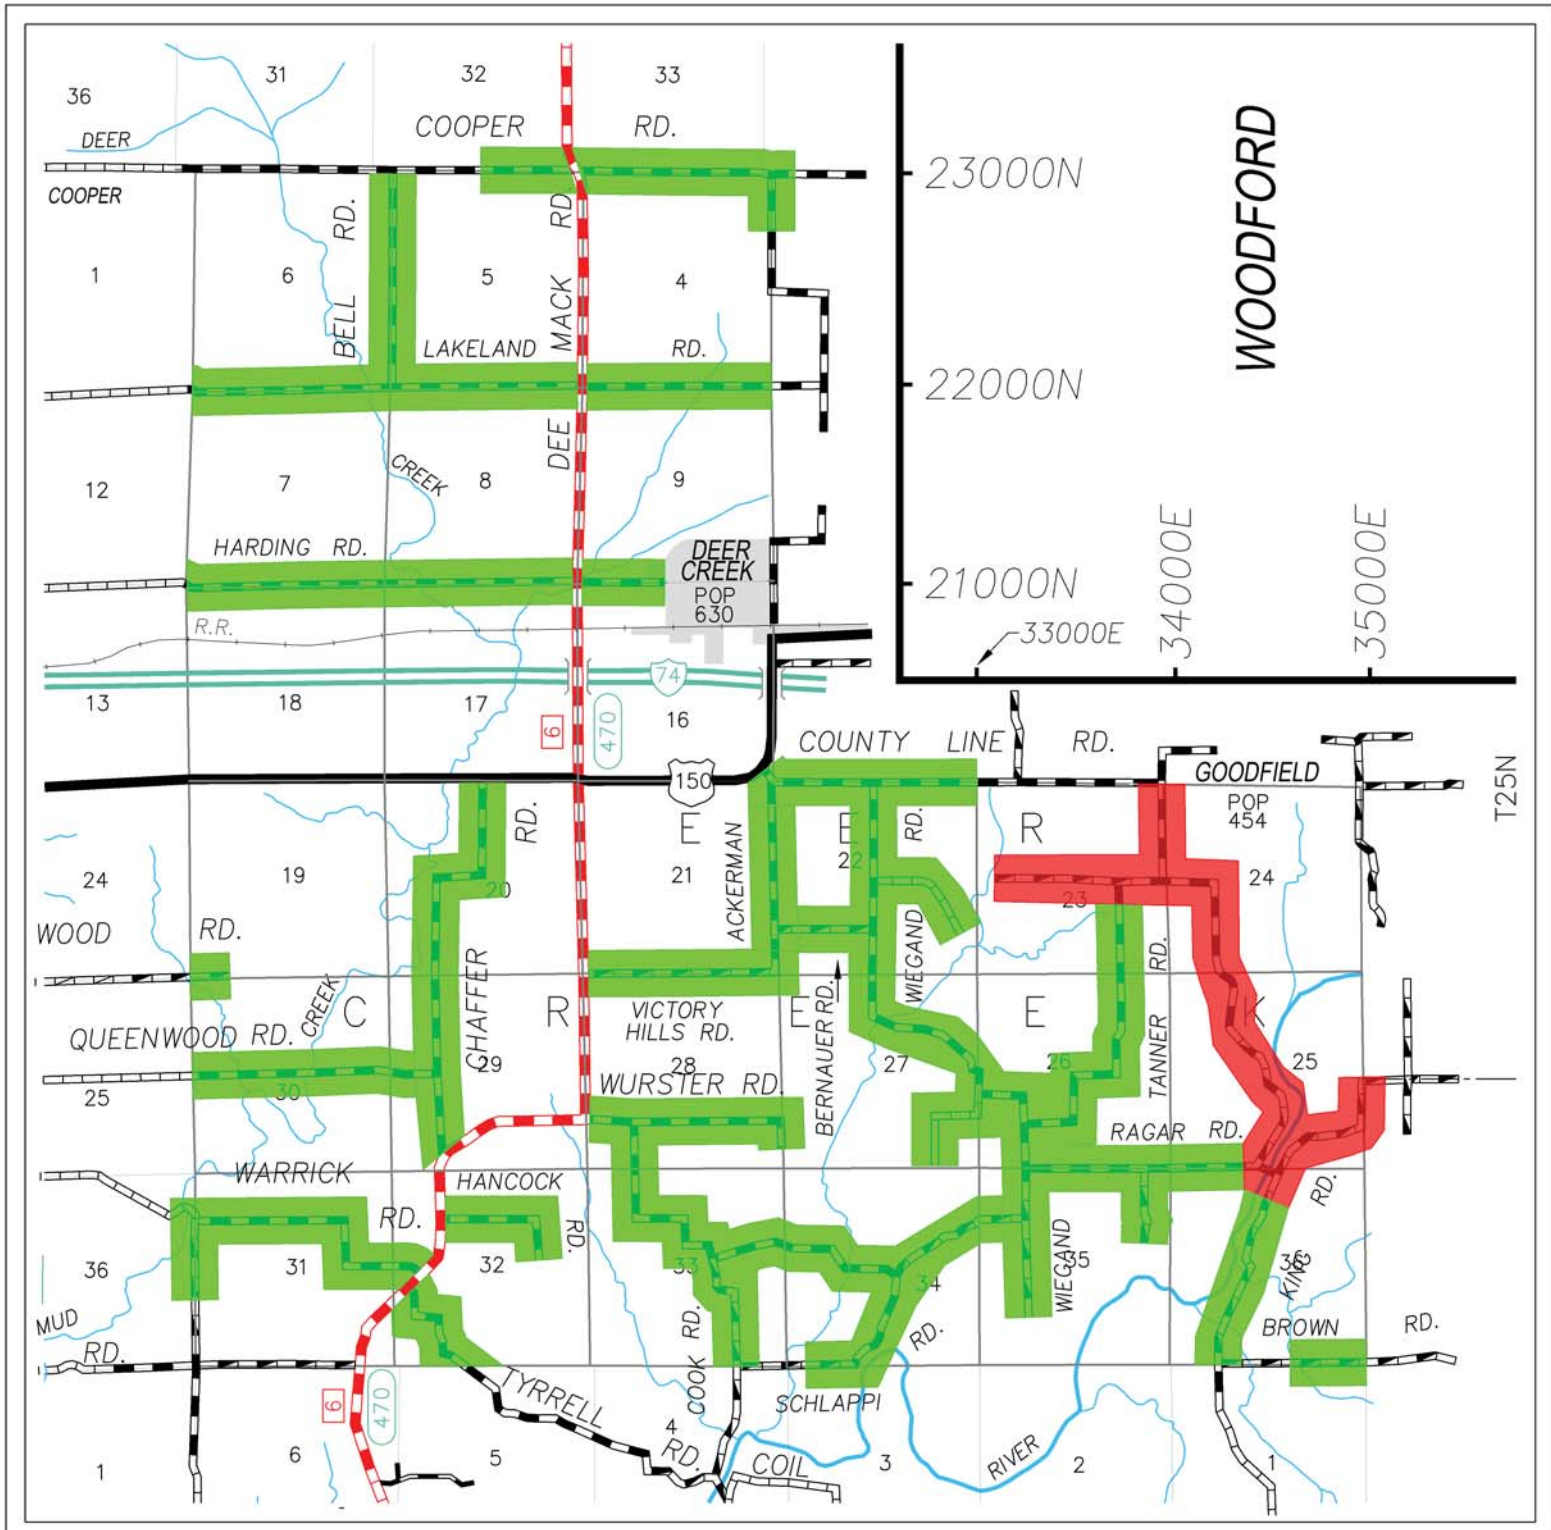 31
32
33
36
COOPER RD.
DEER
COOPER
23000N
WOODFORD
BELL RD.
MACK RD.
1
6
5
4
LAKELAND RD.
22000N
DEE
CREEK
12
7
8
9
HARDING RD.
DEER
CREEK
POP
630
21000N
34000E
35000E
33000E
R.R.
74
13
18
17
16
6
470
COUNTY LINE RD.
150
GOODFIELD
POP
454
T25N
RD.
E
E
RD.
R
ACKERMAN
22
24
19
20
21
23
24
WOOD RD.
WIEGAND
RD.
CHAFFER
CREEK
C
R
VICTORY
HILLS RD.
E
BERNAUER RD.
E
TANNER
K
QUEENWOOD RD.
25
30
29
28
27
26
25
WURSTER RD.
RAGAR RD.
WARRICK
RD.
HANCOCK
RD.
RD.
36
31
32
33
34
WIEGAND
35
36
KING
MUD
RD.
COOK RD.
RD.
BROWN RD.
6
470
TYRRELL
RD.
SCHLAPPI
4
COIL
RIVER
1
6
5
3
2
1